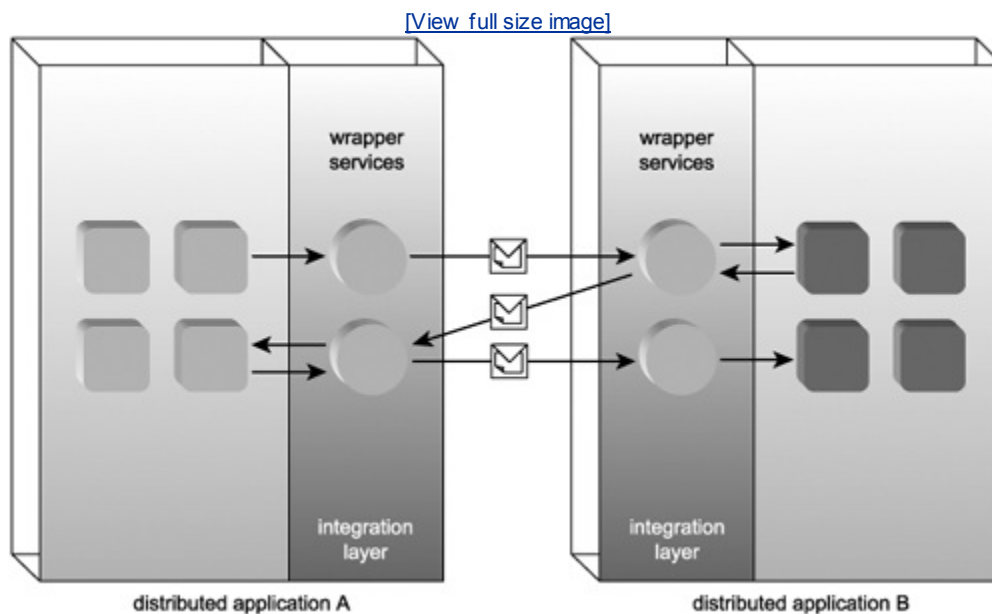 [View full size image]
wrapper
services
wrapper
services
integration
layer
integration
layer
distributed application A
distributed application B